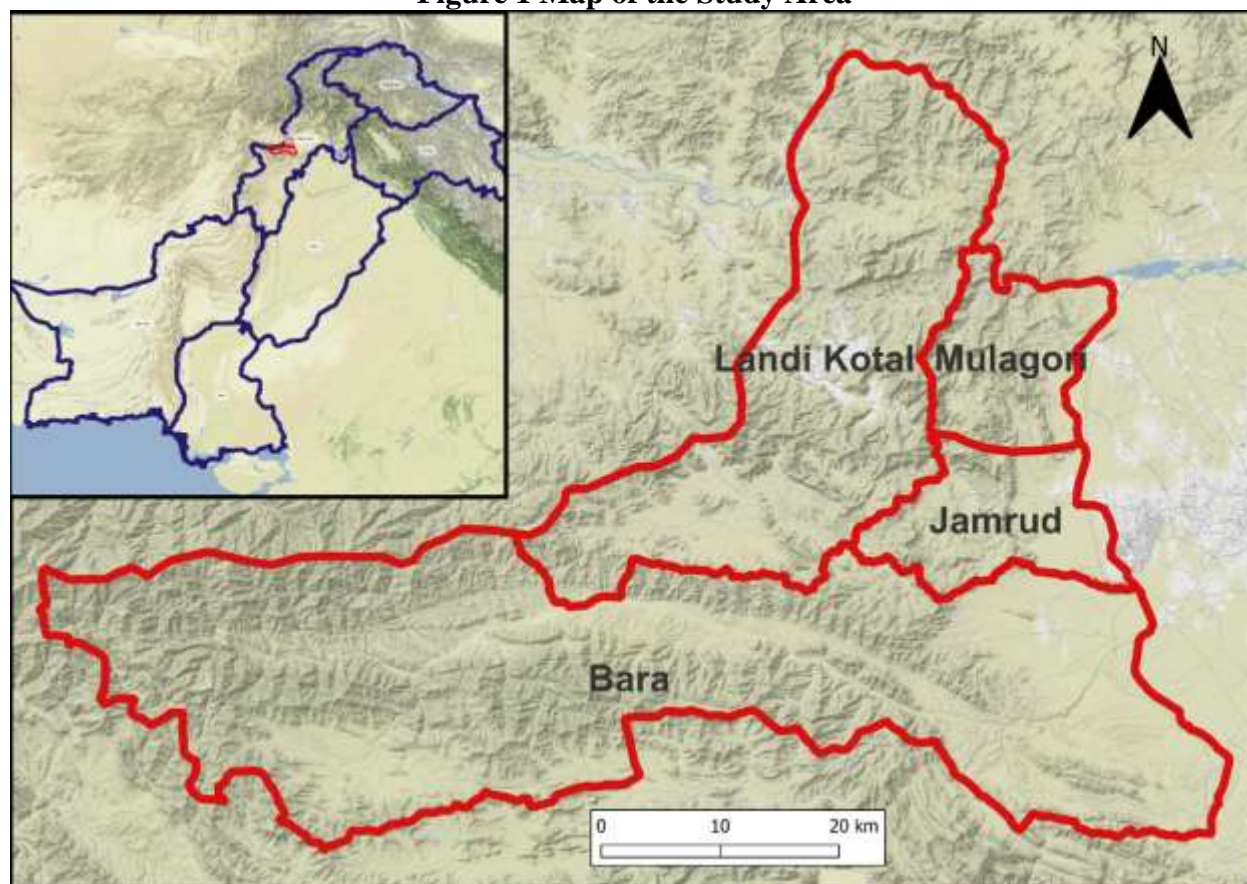 Figure 1 Map of the Study Area
N
Landi Kotal Mulagori
Jamrud
Bara
0 10 20 km